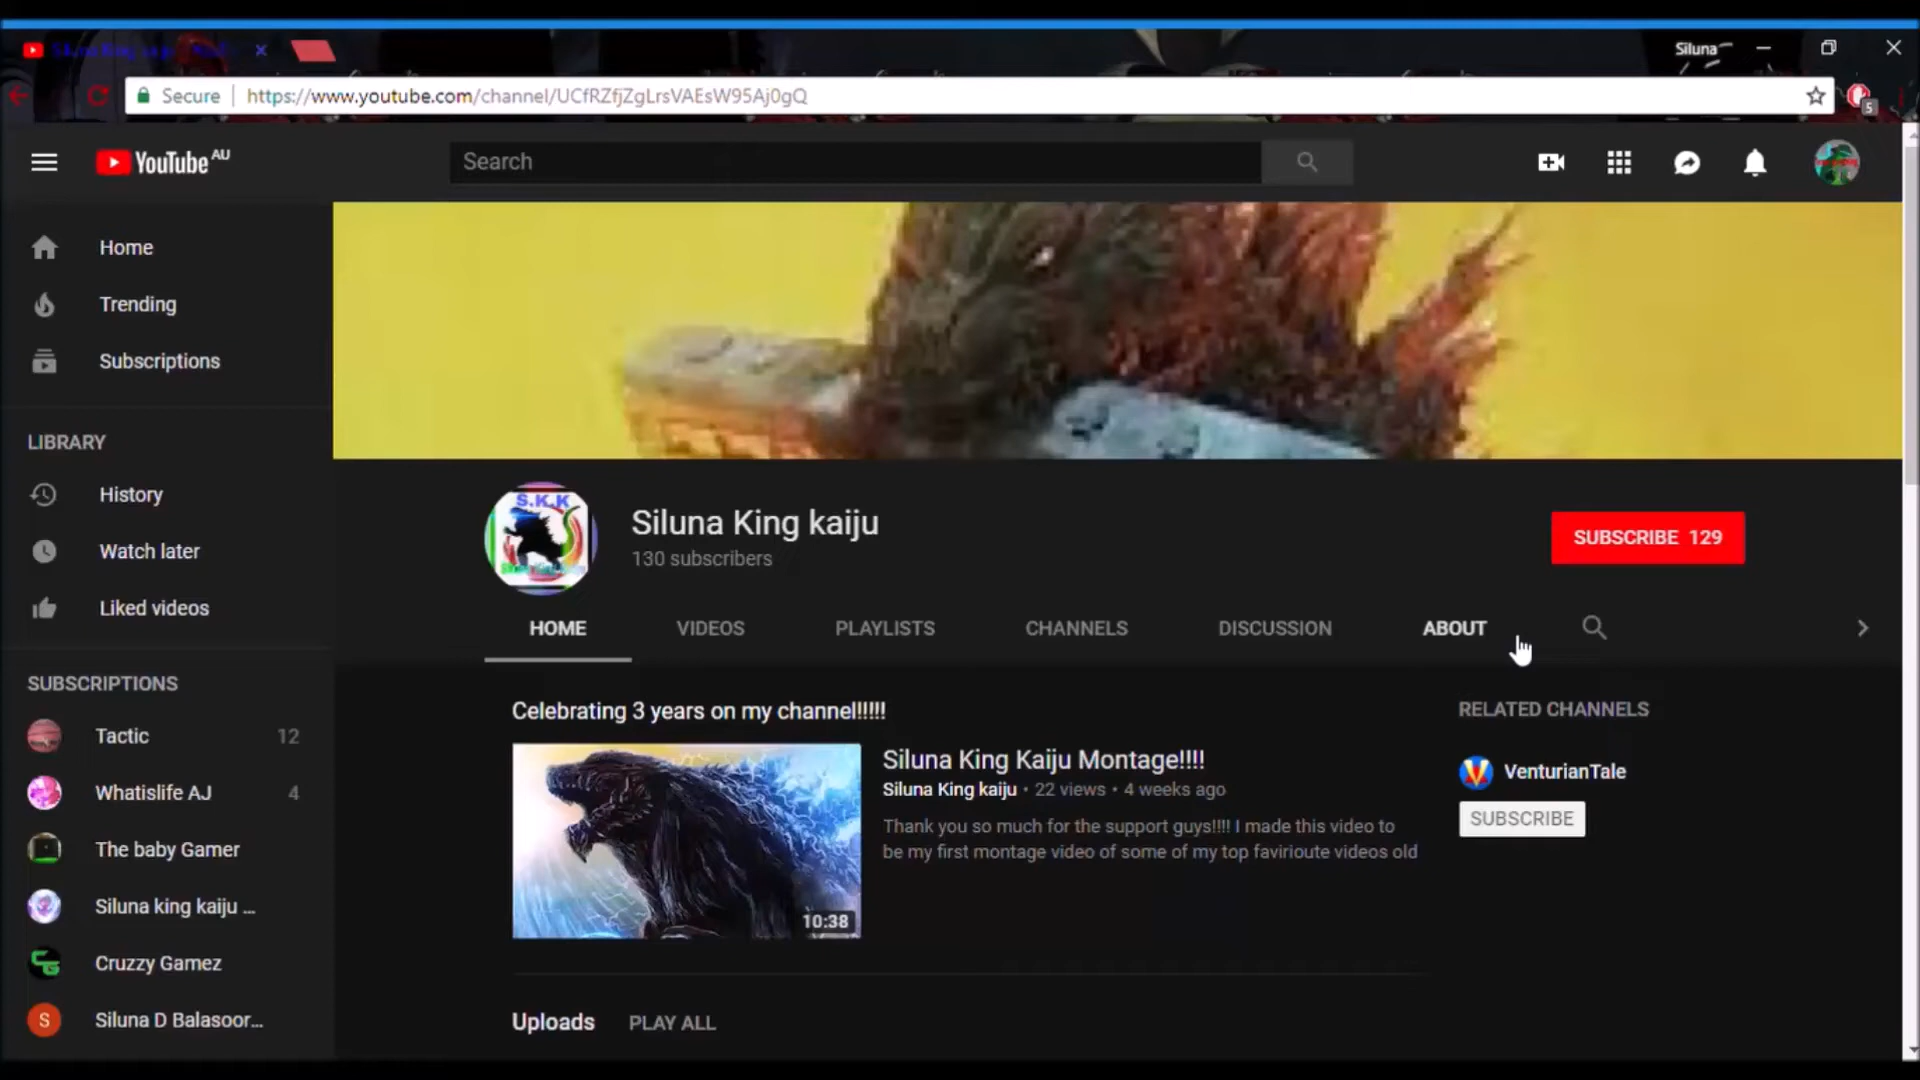 Siluna
Secure https://www.youtube.com/channel/UCfRZfjZgLrsVAEsW95Aj0gQ
5
YouTube AU
Search
Home
Trending
Subscriptions
LIBRARY
History
Watch later
Liked videos
SUBSCRIPTIONS
Tactic 12
Whatislife AJ 4
The baby Gamer
Siluna king kaiju ...
Cruzzy Gamez
S Siluna D Balasoor...
S.K.K
Siluna King kaiju
130 subscribers
SUBSCRIBE 129
HOME VIDEOS PLAYLISTS CHANNELS DISCUSSION ABOUT
Celebrating 3 years on my channel!!!!!
10:38
Siluna King Kaiju Montage!!!!
Siluna King kaiju • 22 views • 4 weeks ago
Thank you so much for the support guys!!!! I made this video to
be my first montage video of some of my top favirioute videos old
RELATED CHANNELS
VenturianTale
SUBSCRIBE
Uploads PLAY ALL